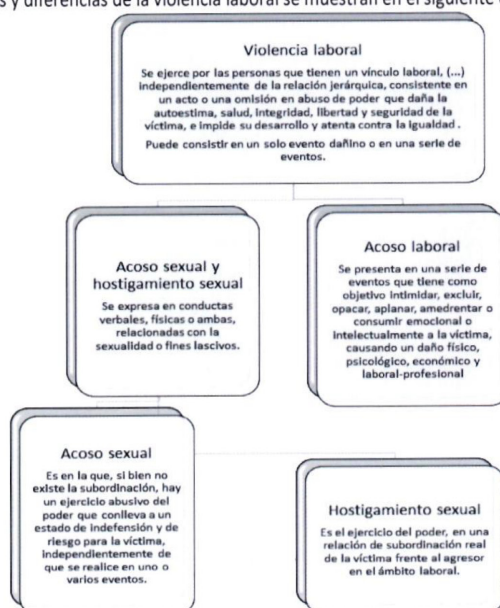 s y diferencias de la violencia laboral se muestran en el siguiente
Violencia laboral
Se ejerce por las personas que tienen un vínculo laboral, (...)
independientemente de la relación jerárquica, consistente en
un acto o una omisión en abuso de poder que daña la
autoestima, salud, integridad, libertad y seguridad de la
víctima, e impide su desarrollo y atenta contra la igualdad .
Puede consistir en un solo evento dañino o en una serie de
eventos.
Acoso sexual y
hostigamiento sexual
Se expresa en conductas
verbales, físicas o ambas,
relacionadas con la
sexualidad o fines lascivos.
Acoso laboral
Se presenta en una serie de
eventos que tiene como
objetivo intimidar, excluir,
opacar, aplanar, amedrentar o
consumir emocional o
intelectualmente a la víctima,
causando un daño físico,
psicológico, económico y
laboral-profesional
Acoso sexual
Es en la que, si bien no
existe la subordinación, hay
un ejercicio abusivo del
poder que conlleva a un
estado de indefensión y de
riesgo para la víctima,
independientemente de
que se realice en uno o
varios eventos.
Hostigamiento sexual
Es el ejercicio del poder, en una
relación de subordinación real
de la víctima frente al agresor
en el ámbito laboral.